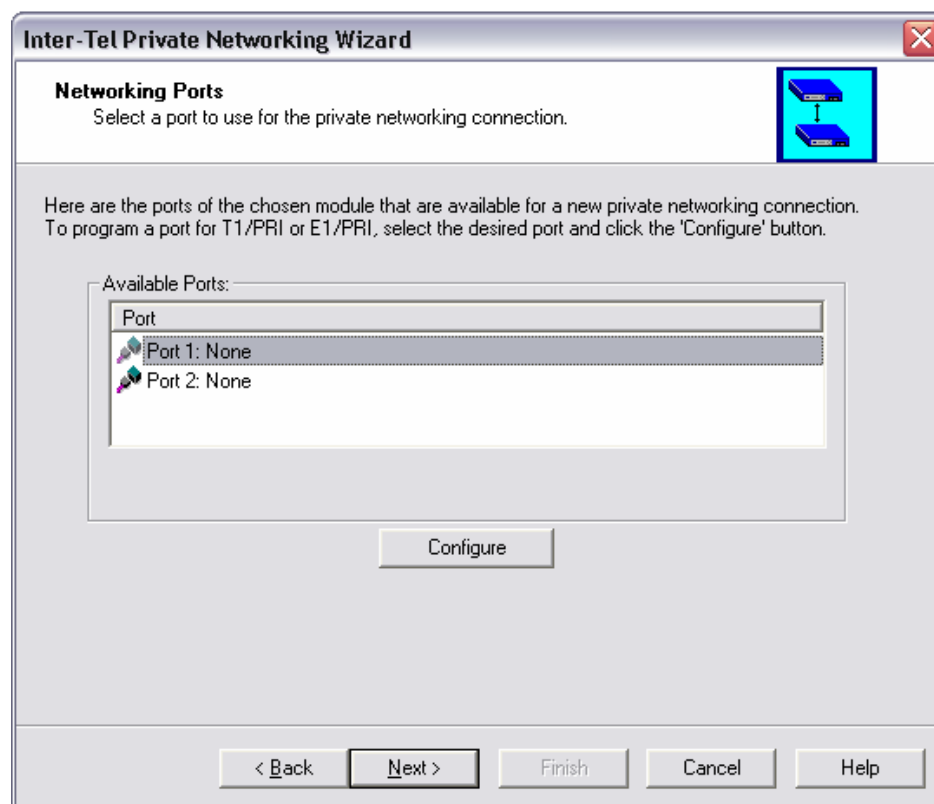 Inter-Tel Private Networking Wizard
Networking Ports
Select a port to use for the private networking connection.
Here are the ports of the chosen module that are available for a new private networking connection.
To program a port for T1/PRI or E1/PRI, select the desired port and click the 'Configure' button.
Available Ports:
Port
Port 1: None
Port 2: None
Configure
< Back Next > Finish Cancel Help